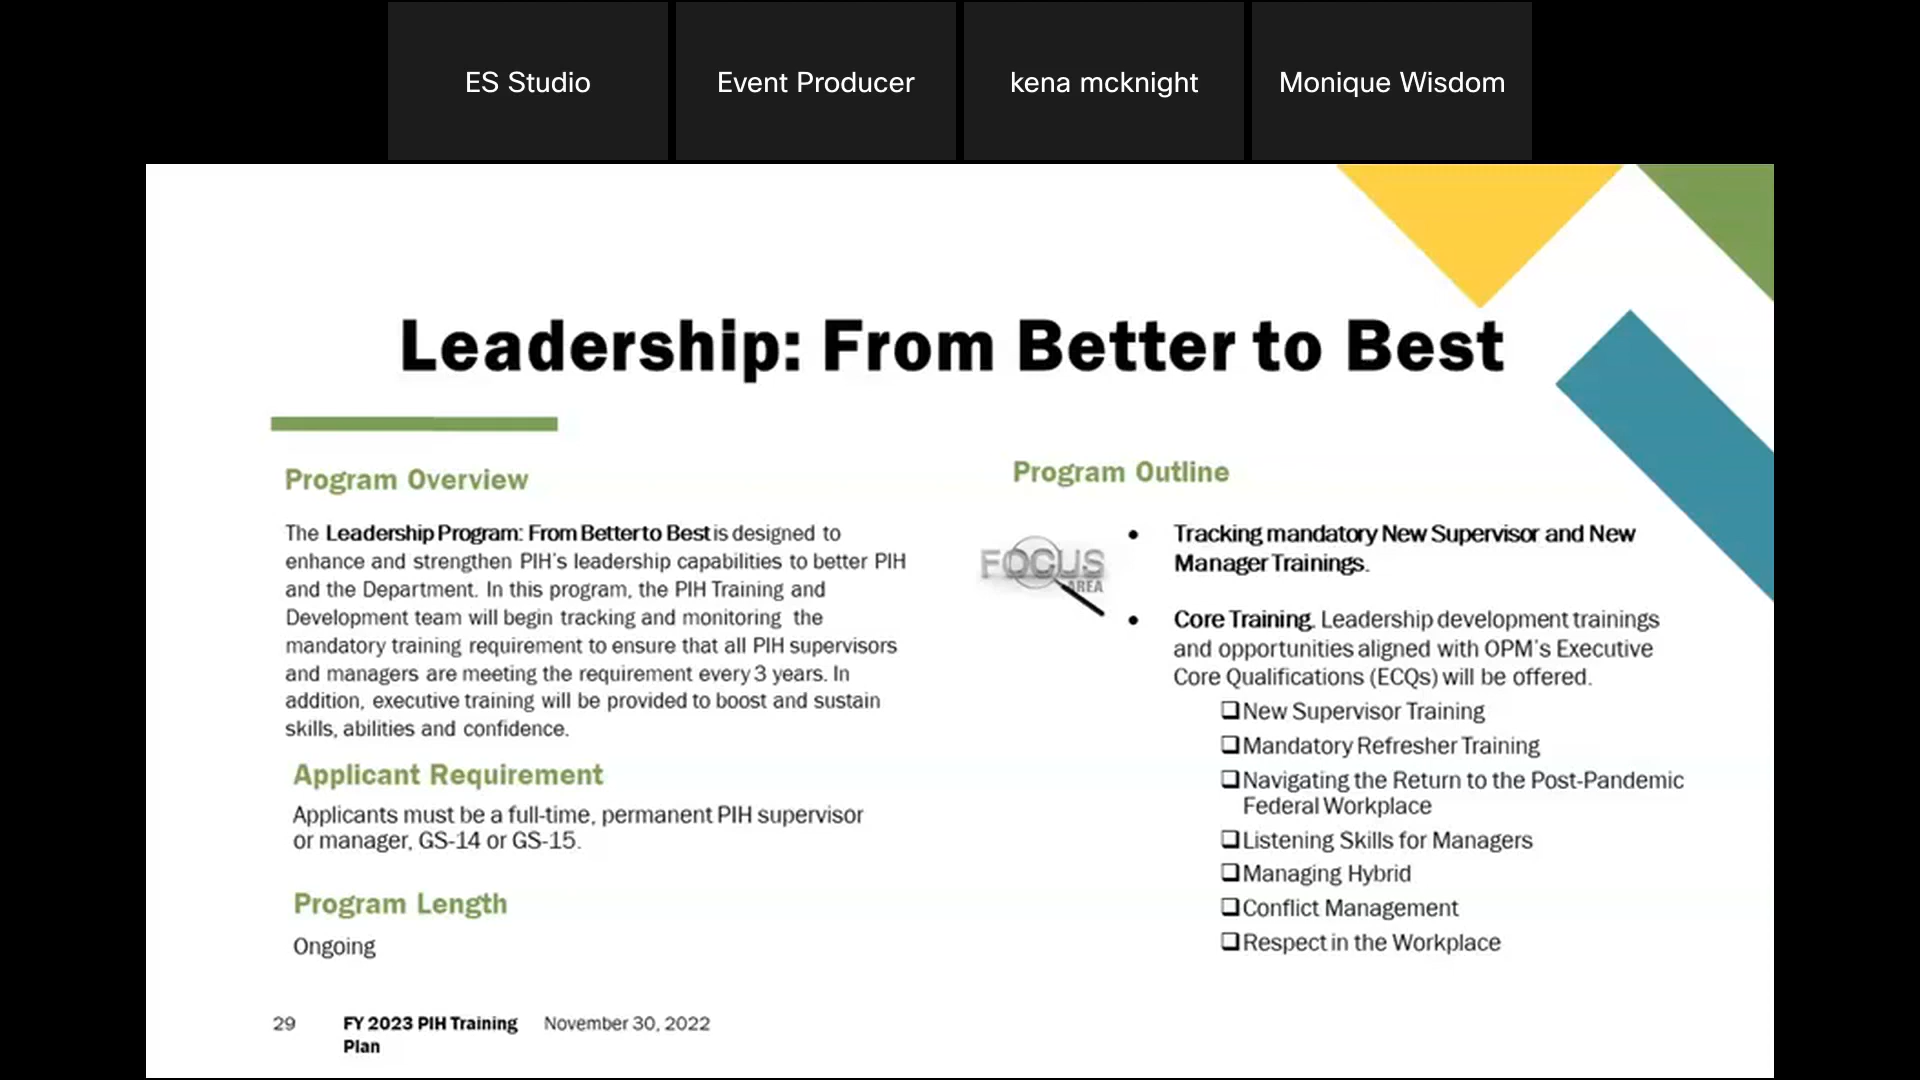 ES Studio
Event Producer
kena mcknight
Monique Wisdom
Leadership: From Better to Best
Program Overview
The Leadership Program: From Better to Best is designed to
enhance and strengthen PIH's leadership capabilities to better PIH
and the Department. In this program, the PIH Training and
Development team will begin tracking and monitoring the
mandatory training requirement to ensure that all PIH supervisors
and managers are meeting the requirement every 3 years. In
addition, executive training will be provided to boost and sustain
skills, abilities and confidence.
Applicant Requirement
Applicants must be a full-time, permanent PIH supervisor
or manager, GS-14 or GS-15.
Program Length
Ongoing
Program Outline
FOCUS
AREA
• Tracking mandatory New Supervisor and New
Manager Trainings.
• Core Training. Leadership development trainings
and opportunities aligned with OPM's Executive
Core Qualifications (ECQs) will be offered.
❑New Supervisor Training
❑Mandatory Refresher Training
❑Navigating the Return to the Post-Pandemic
Federal Workplace
❑Listening Skills for Managers
❑Managing Hybrid
❑Conflict Management
❑Respect in the Workplace
29
FY 2023 PIH Training
Plan
November 30, 2022